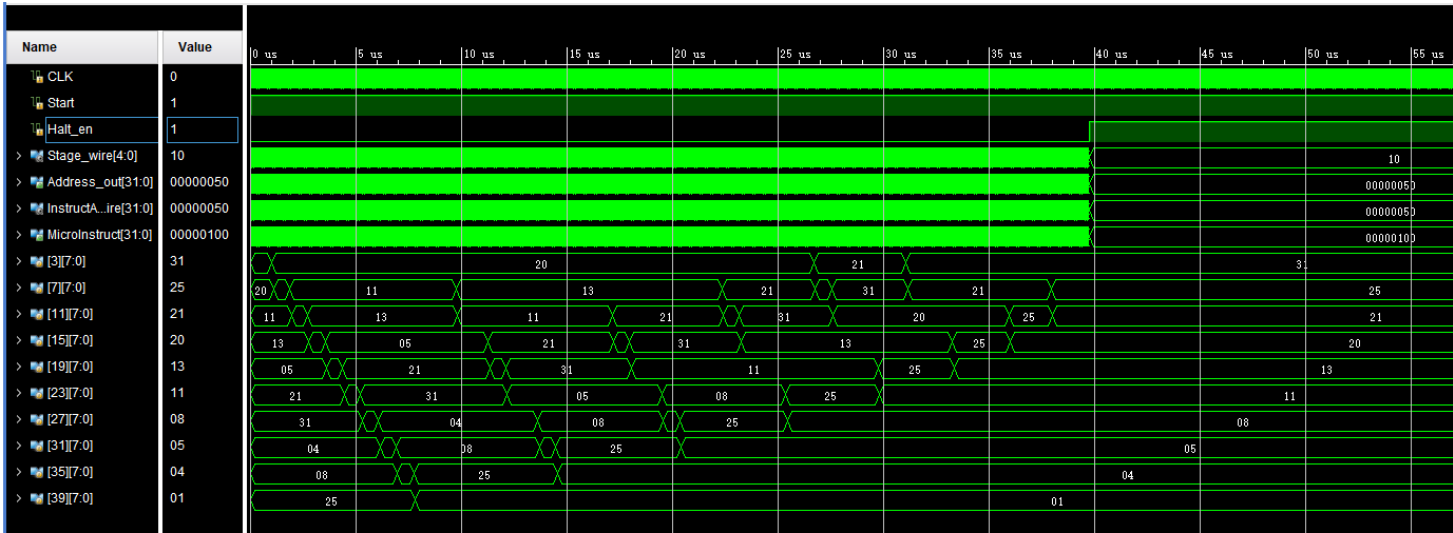 Name Value 0 us 5 us 10 us 15 us 20 us 25 us 30 us 35 us 40 us 45 us 50 us 55 us
CLK 0
Start 1
Halt_en 1
Stage_wire[4:0] 10 10
Address_out[31:0] 00000050 00000050
InstructA...ire[31:0] 00000050 00000050
MicroInstruct[31:0] 00000100 00000100
[3][7:0] 31 20 21 31
[7][7:0] 25 20 11 13 21 31 21 25
[11][7:0] 21 11 13 11 21 31 20 25 21
[15][7:0] 20 13 05 21 31 13 25 20
[19][7:0] 13 05 21 31 11 25 13
[23][7:0] 11 21 31 05 08 25 11
[27][7:0] 08 31 04 08 25 08
[31][7:0] 05 04 08 25 05
[35][7:0] 04 08 25 04
[39][7:0] 01 25 01